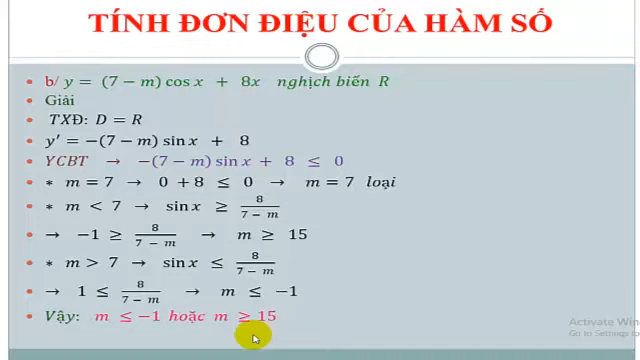 TÍNH ĐƠN ĐIỆU CỦA HÀM SỐ
b/ y = (7 − m) cos x + 8x nghịch biến R
Giải
TXĐ: D = R
y′ = −(7 − m) sin x + 8
YCBT → −(7 − m) sin x + 8 ≤ 0
* m = 7 → 0 + 8 ≤ 0 → m = 7 loại
* m < 7 → sin x ≥ 8/(7 − m)
→ −1 ≥ 8/(7 − m) → m ≥ 15
* m > 7 → sin x ≤ 8/(7 − m)
→ 1 ≤ 8/(7 − m) → m ≤ −1
Vậy: m ≤ −1 hoặc m ≥ 15
Activate Win
Go to Settings to